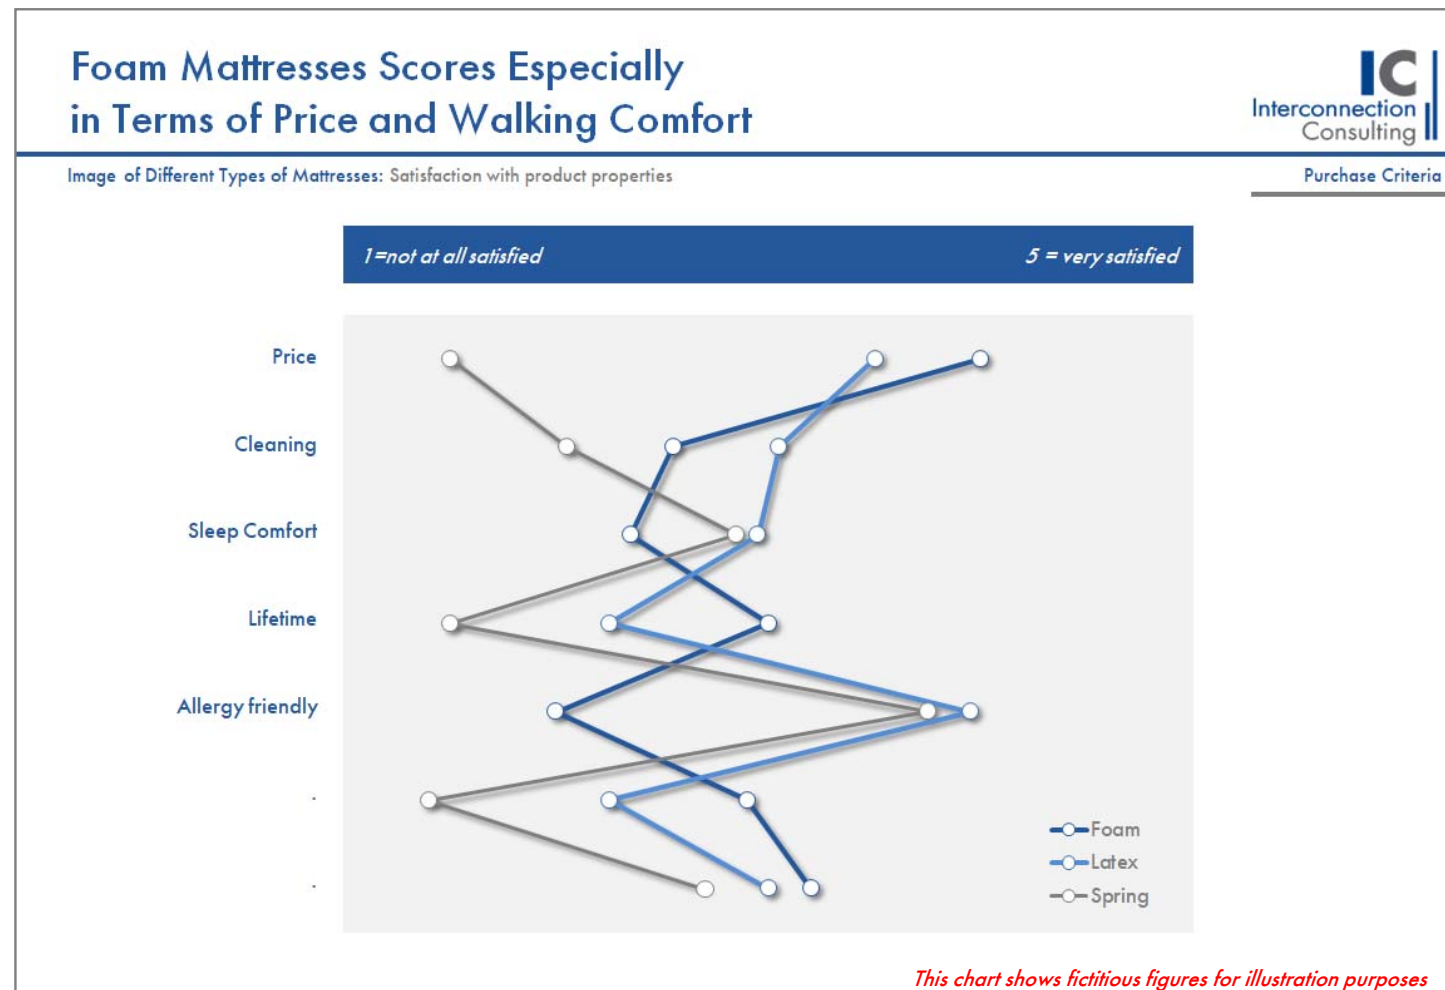 Foam Mattresses Scores Especially
in Terms of Price and Walking Comfort
IC
Interconnection
Consulting
Image of Different Types of Mattresses: Satisfaction with product properties
Purchase Criteria
1=not at all satisfied
5 = very satisfied
Price
Cleaning
Sleep Comfort
Lifetime
Allergy friendly
.
.
Foam
Latex
Spring
This chart shows fictitious figures for illustration purposes